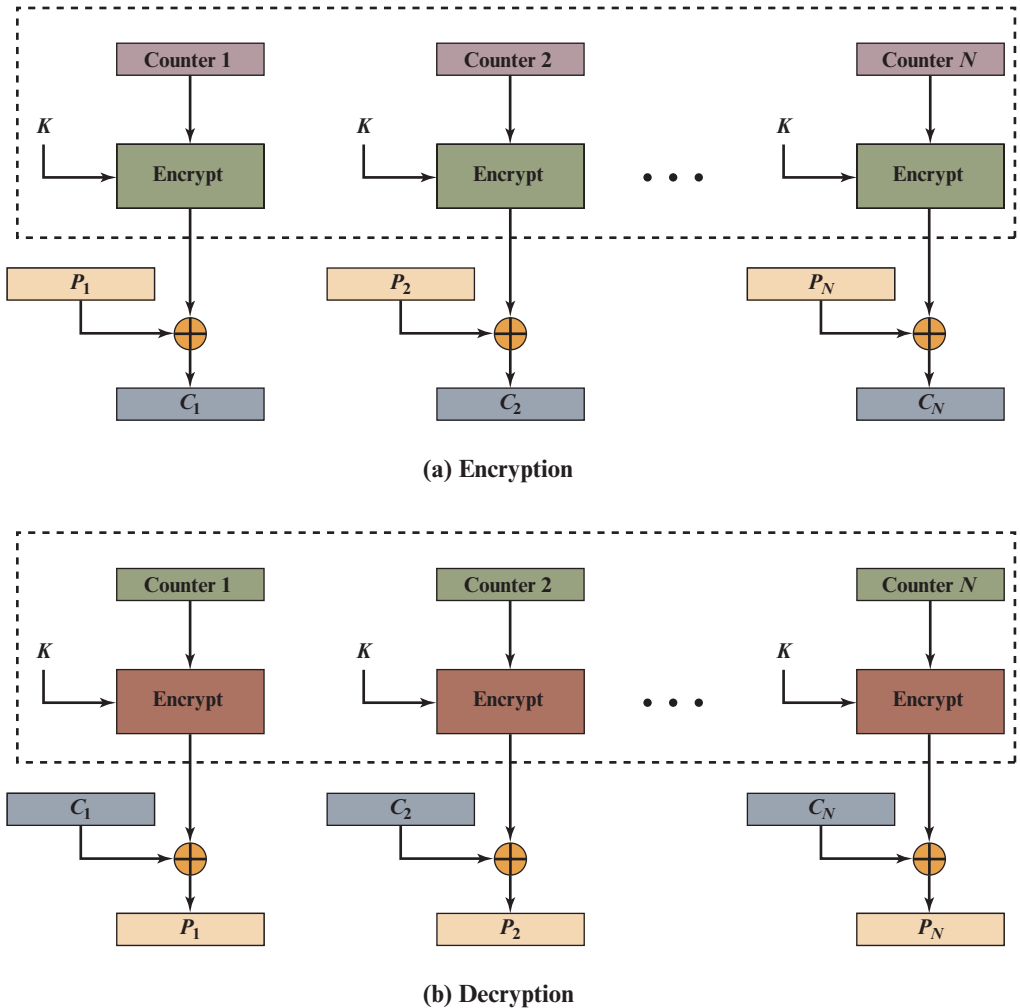 Counter 1 Counter 2 Counter N
K K K
Encrypt Encrypt • • • Encrypt
P1 P2 PN
C1 C2 CN
(a) Encryption
Counter 1 Counter 2 Counter N
K K K
Encrypt Encrypt • • • Encrypt
C1 C2 CN
P1 P2 PN
(b) Decryption